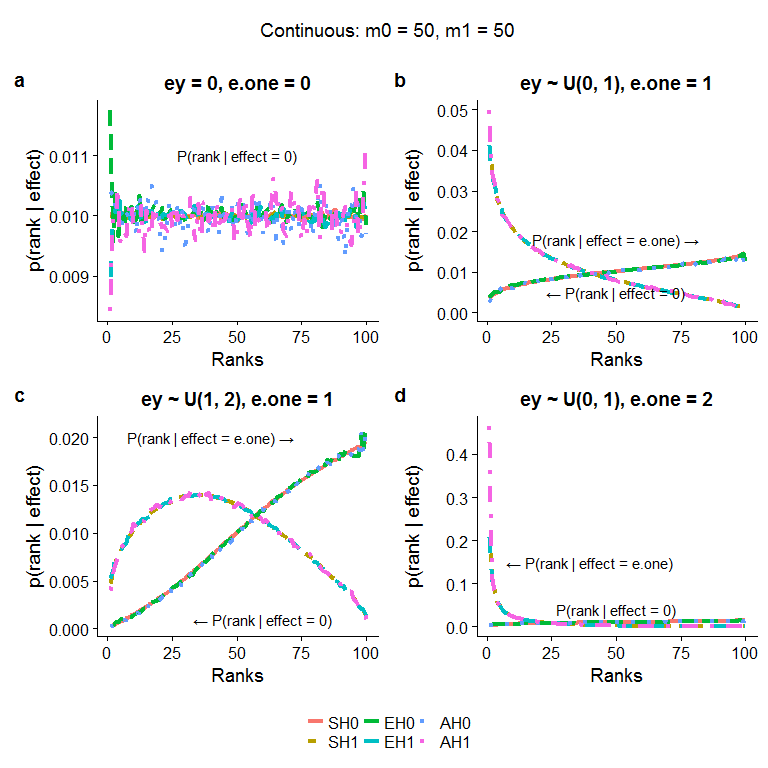 Continuous: m0 = 50, m1 = 50
a
ey = 0, e.one = 0
p(rank | effect)
0.011
0.010
0.009
P(rank | effect = 0)
0
25
50
75
100
Ranks
b
ey ~ U(0, 1), e.one = 1
p(rank | effect)
0.05
0.04
0.03
0.02
0.01
0.00
P(rank | effect = e.one) →
← P(rank | effect = 0)
0
25
50
75
100
Ranks
c
ey ~ U(1, 2), e.one = 1
p(rank | effect)
0.020
0.015
0.010
0.005
0.000
P(rank | effect = e.one) →
← P(rank | effect = 0)
0
25
50
75
100
Ranks
d
ey ~ U(0, 1), e.one = 2
p(rank | effect)
0.4
0.3
0.2
0.1
0.0
← P(rank | effect = e.one)
P(rank | effect = 0)
0
25
50
75
100
Ranks
SH0 EH0 AH0
SH1 EH1 AH1